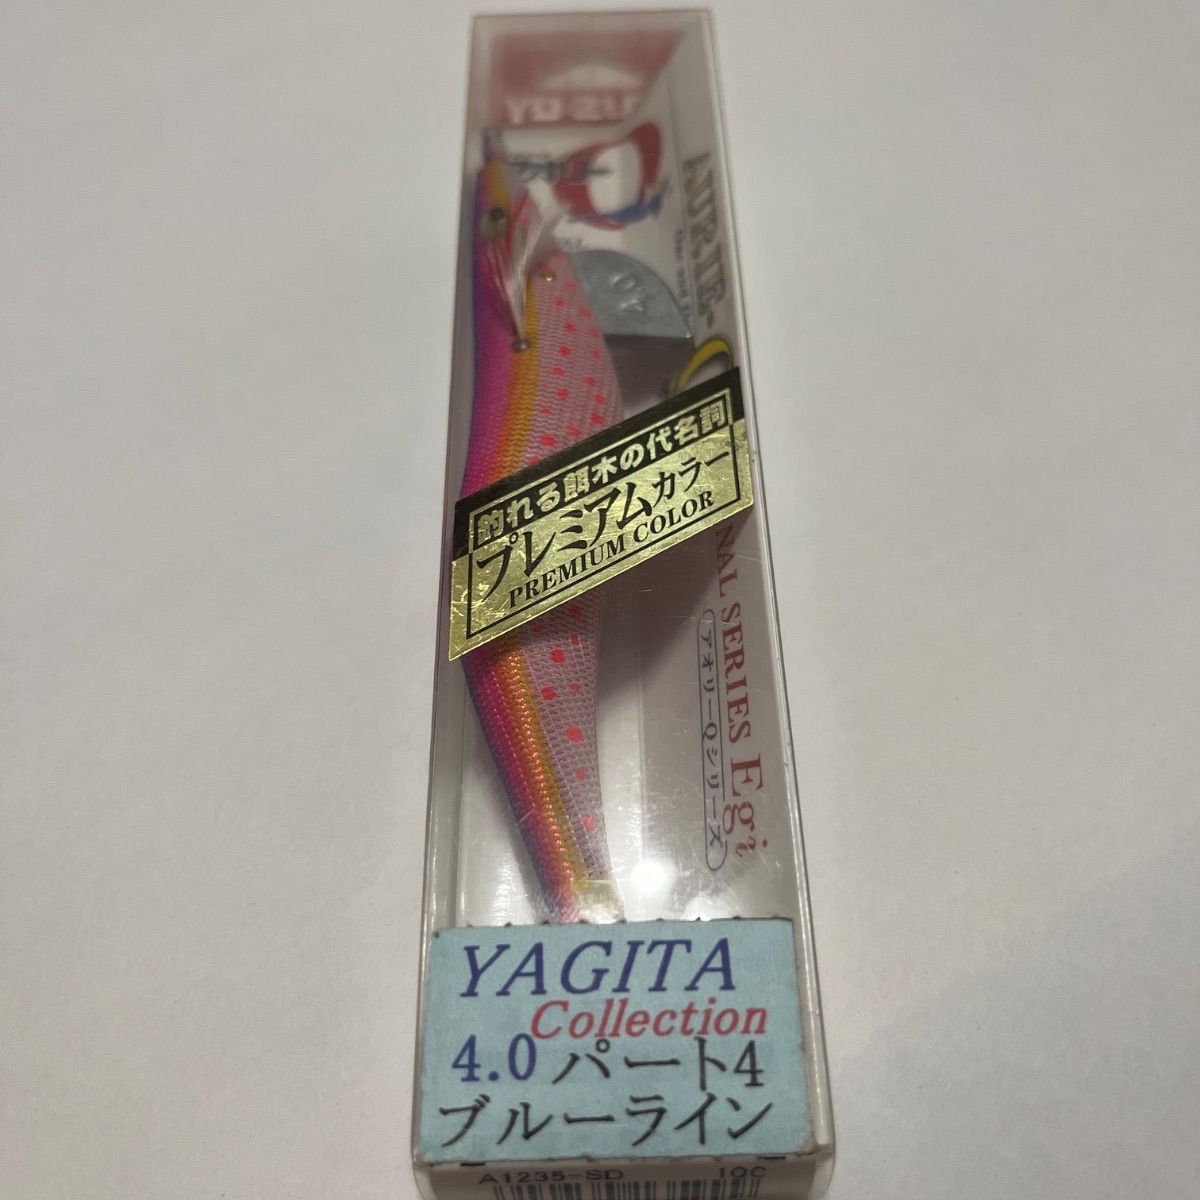 YO-ZU
AURIE-Q
4.0
釣れる餌木の代名詞
プレミアムカラー
PREMIUM COLOR
NAL SERIES Egi
アオリーQシリーズ
YAGITA
Collection
4.0 パート4
ブルーライン
A1235-SD 1QC